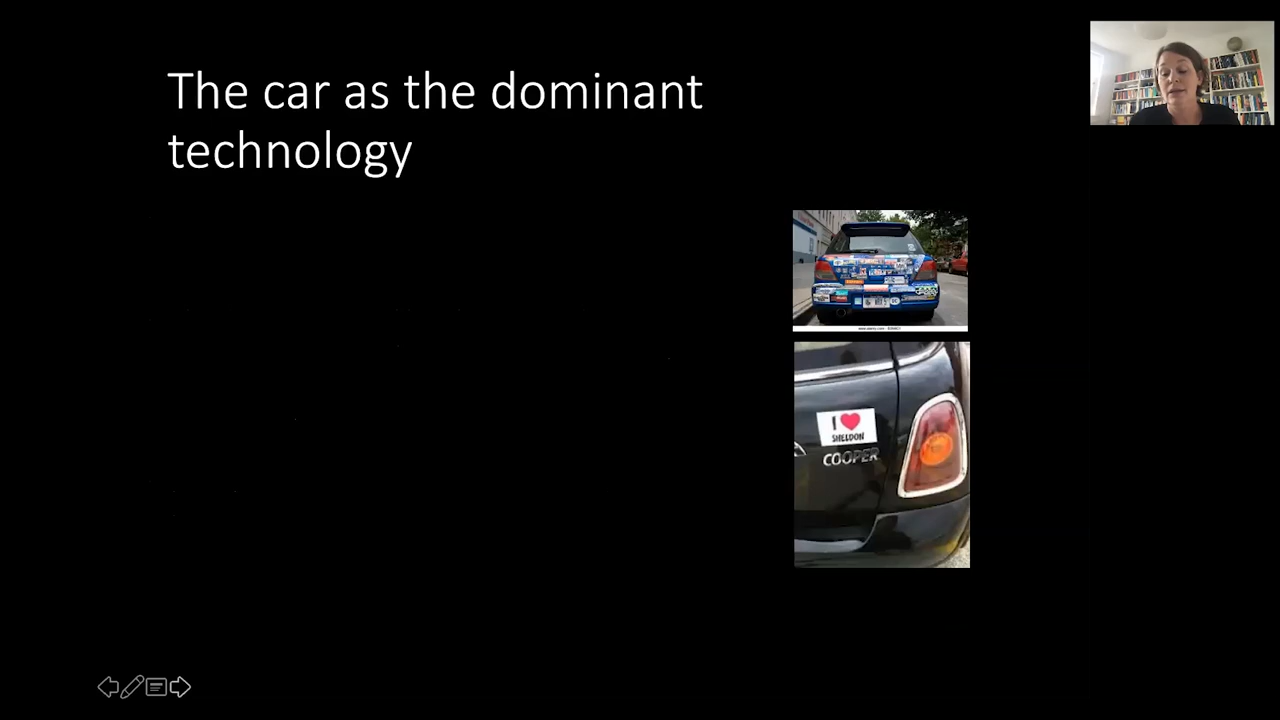 The car as the dominant
technology
I ❤
SHELDON
COOPER